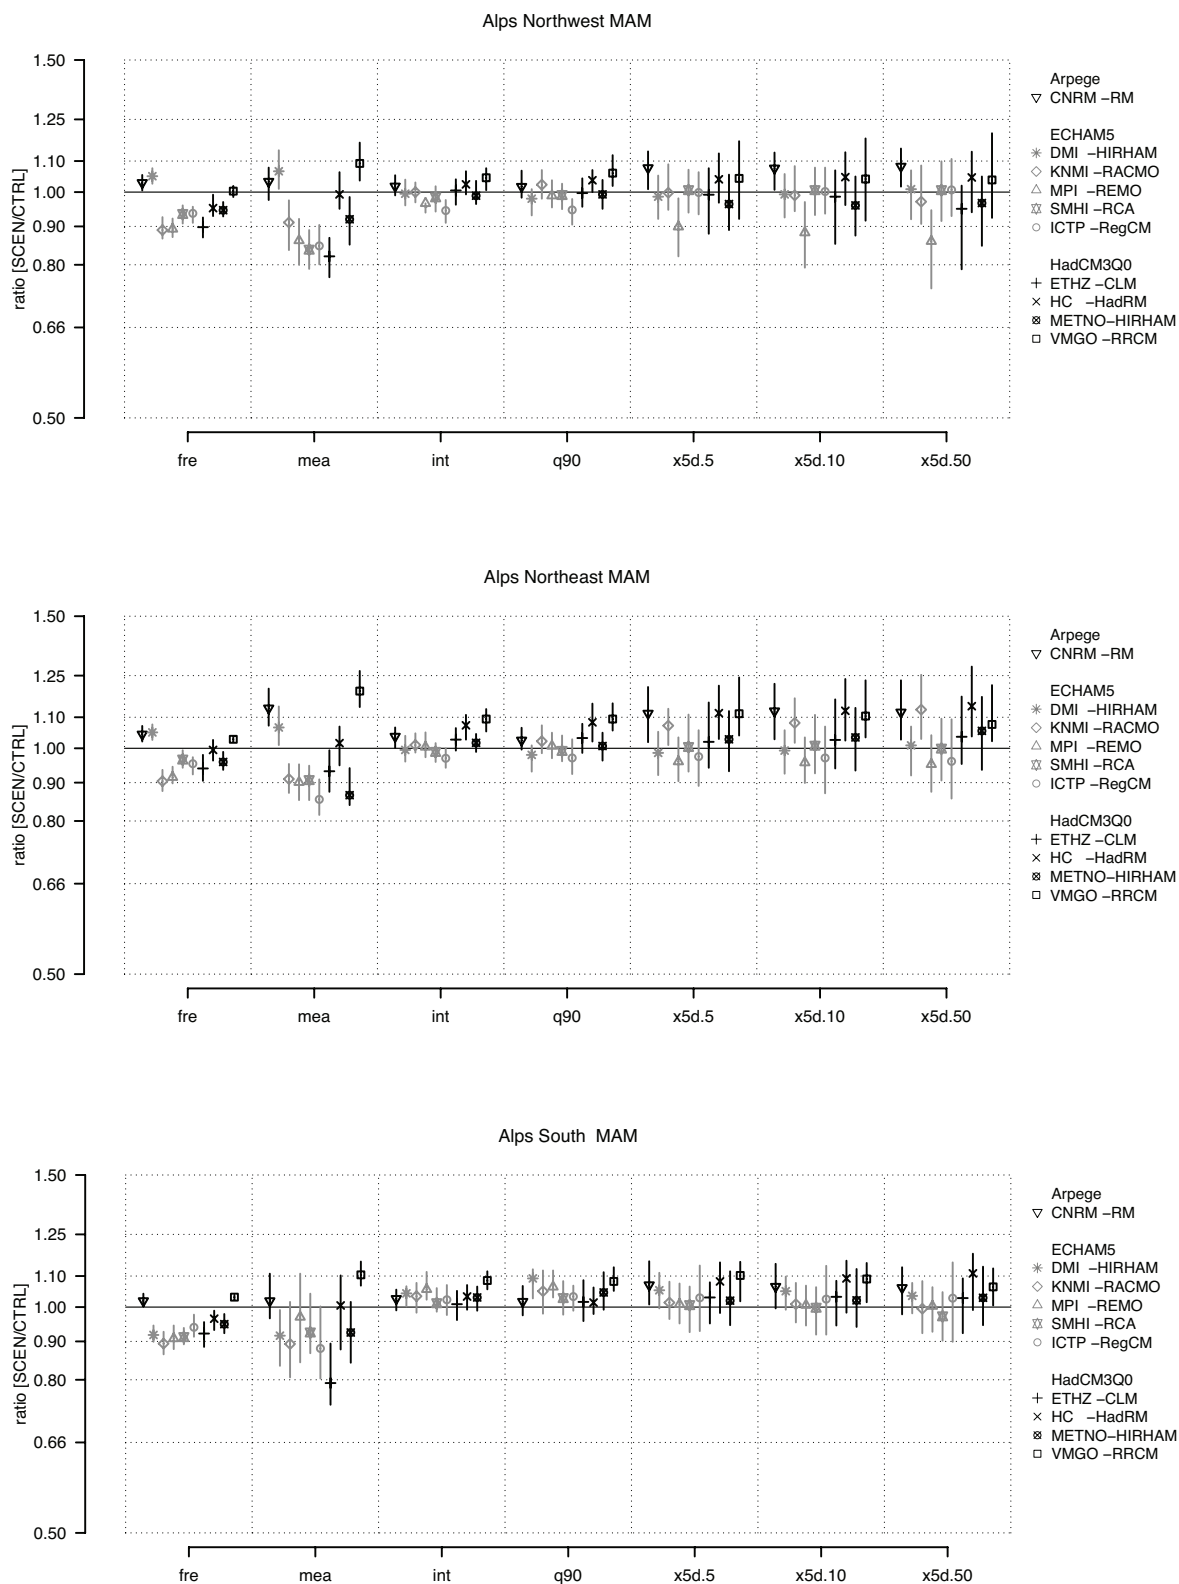 Alps Northwest MAM
1.50
1.25
1.10
1.00
0.90
0.80
0.66
0.50
ratio [SCEN/CTRL]
fre mea int q90 x5d.5 x5d.10 x5d.50
Arpege
CNRM −RM
ECHAM5
DMI −HIRHAM
KNMI −RACMO
MPI −REMO
SMHI −RCA
ICTP −RegCM
HadCM3Q0
ETHZ −CLM
HC −HadRM
METNO−HIRHAM
VMGO −RRCM
Alps Northeast MAM
1.50
1.25
1.10
1.00
0.90
0.80
0.66
0.50
ratio [SCEN/CTRL]
fre mea int q90 x5d.5 x5d.10 x5d.50
Arpege
CNRM −RM
ECHAM5
DMI −HIRHAM
KNMI −RACMO
MPI −REMO
SMHI −RCA
ICTP −RegCM
HadCM3Q0
ETHZ −CLM
HC −HadRM
METNO−HIRHAM
VMGO −RRCM
Alps South MAM
1.50
1.25
1.10
1.00
0.90
0.80
0.66
0.50
ratio [SCEN/CTRL]
fre mea int q90 x5d.5 x5d.10 x5d.50
Arpege
CNRM −RM
ECHAM5
DMI −HIRHAM
KNMI −RACMO
MPI −REMO
SMHI −RCA
ICTP −RegCM
HadCM3Q0
ETHZ −CLM
HC −HadRM
METNO−HIRHAM
VMGO −RRCM